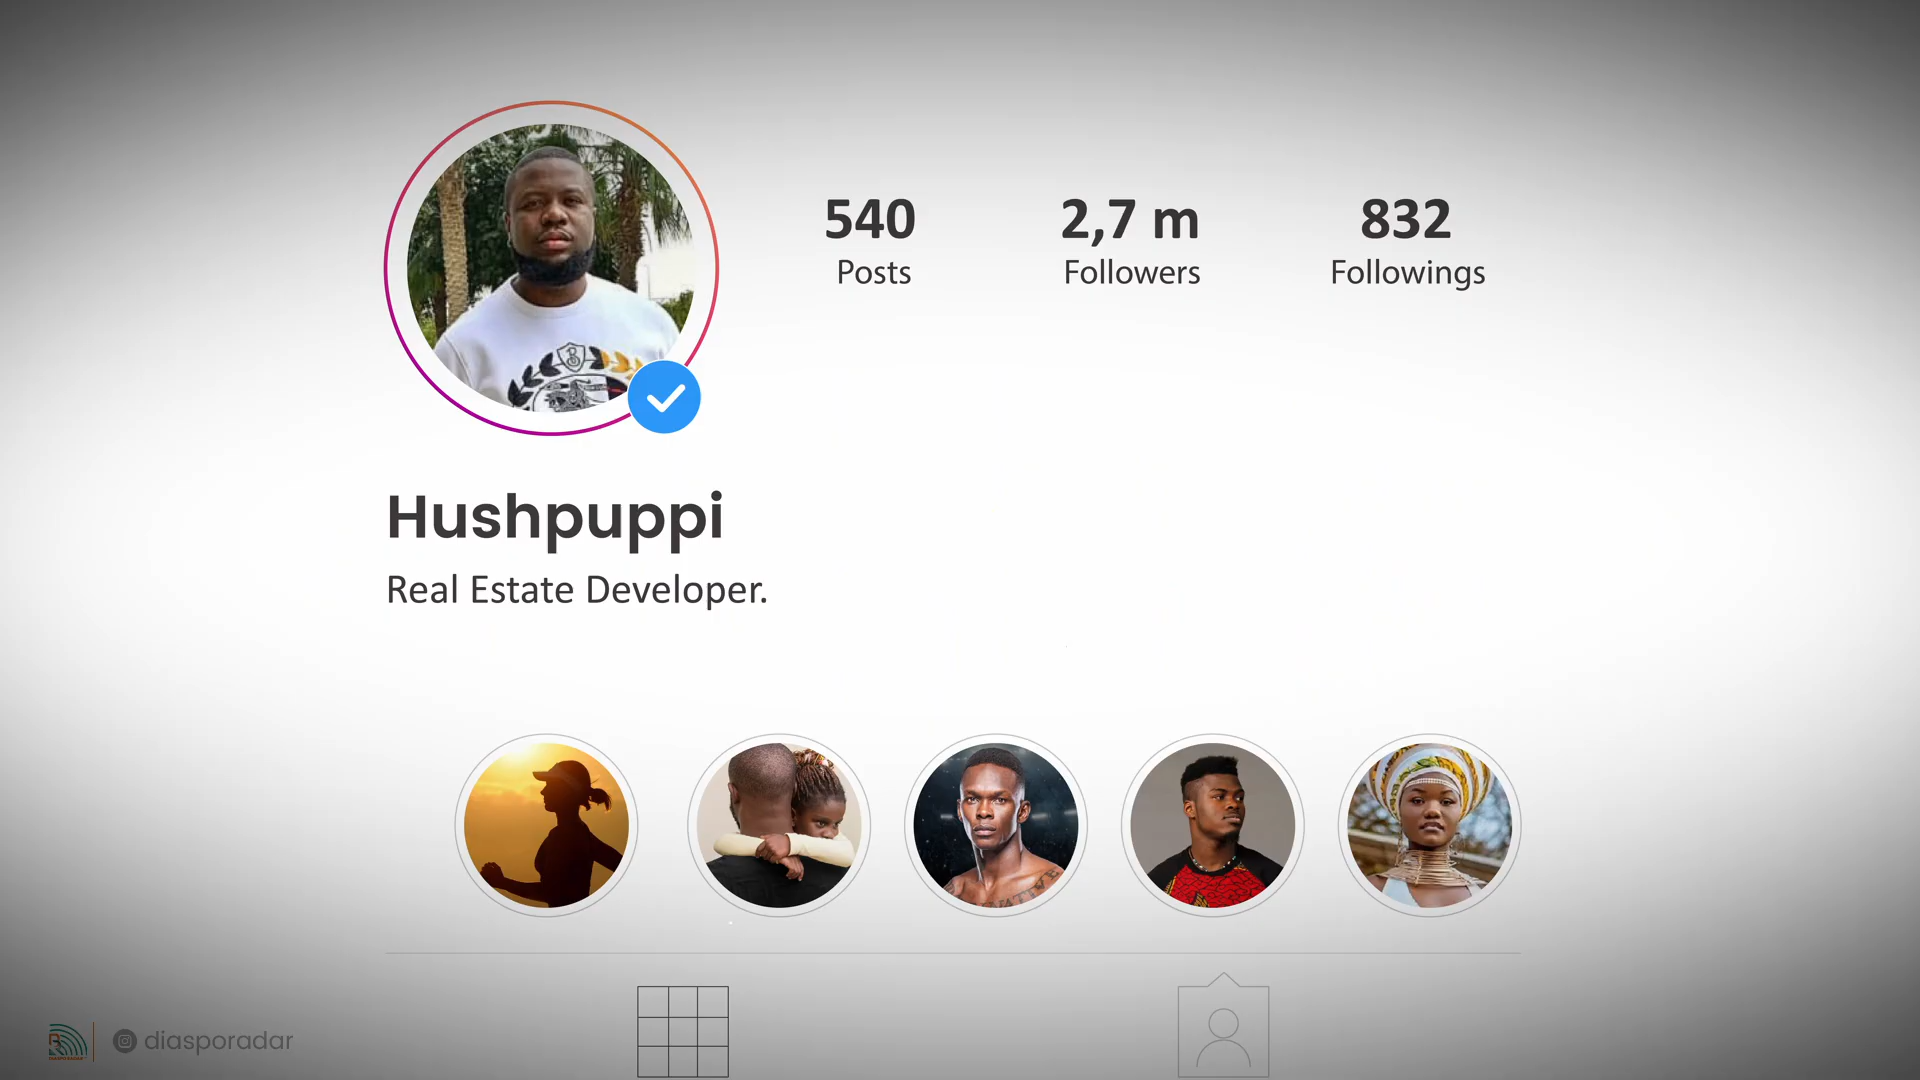 540
Posts
2,7 m
Followers
832
Followings
Hushpuppi
Real Estate Developer.
diasporadar